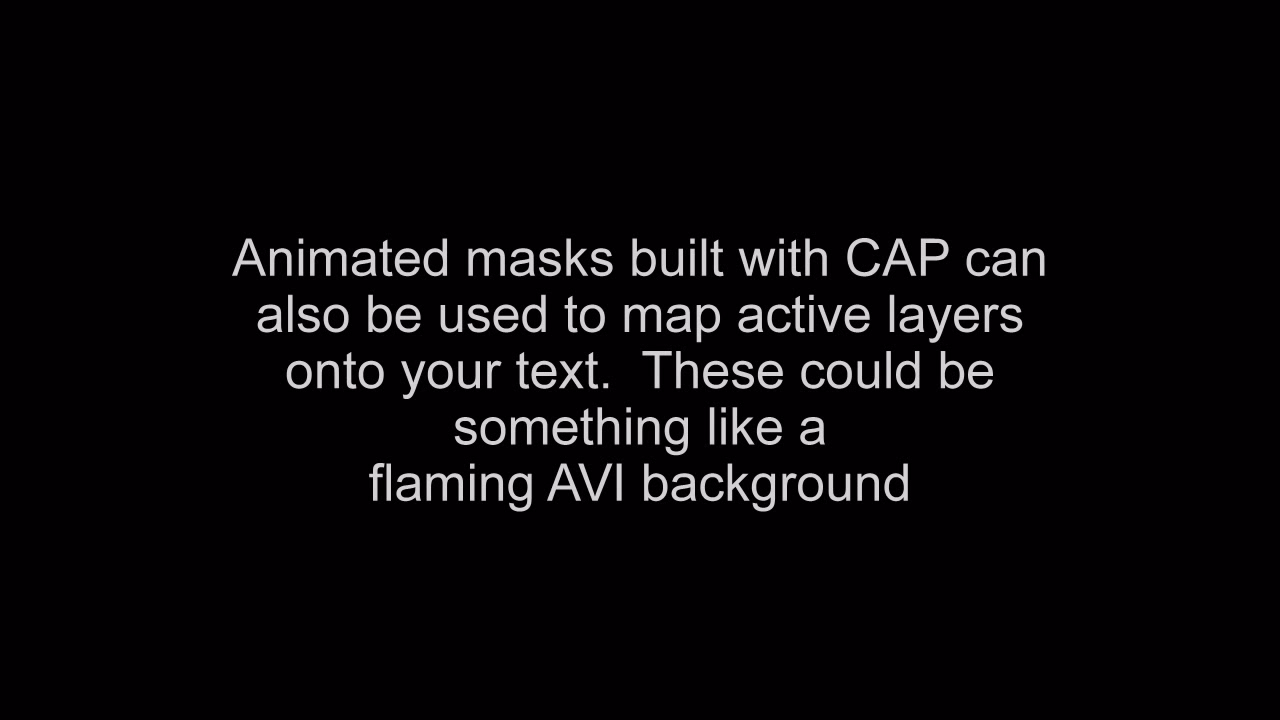 Animated masks built with CAP can
also be used to map active layers
onto your text.  These could be
something like a
flaming AVI background